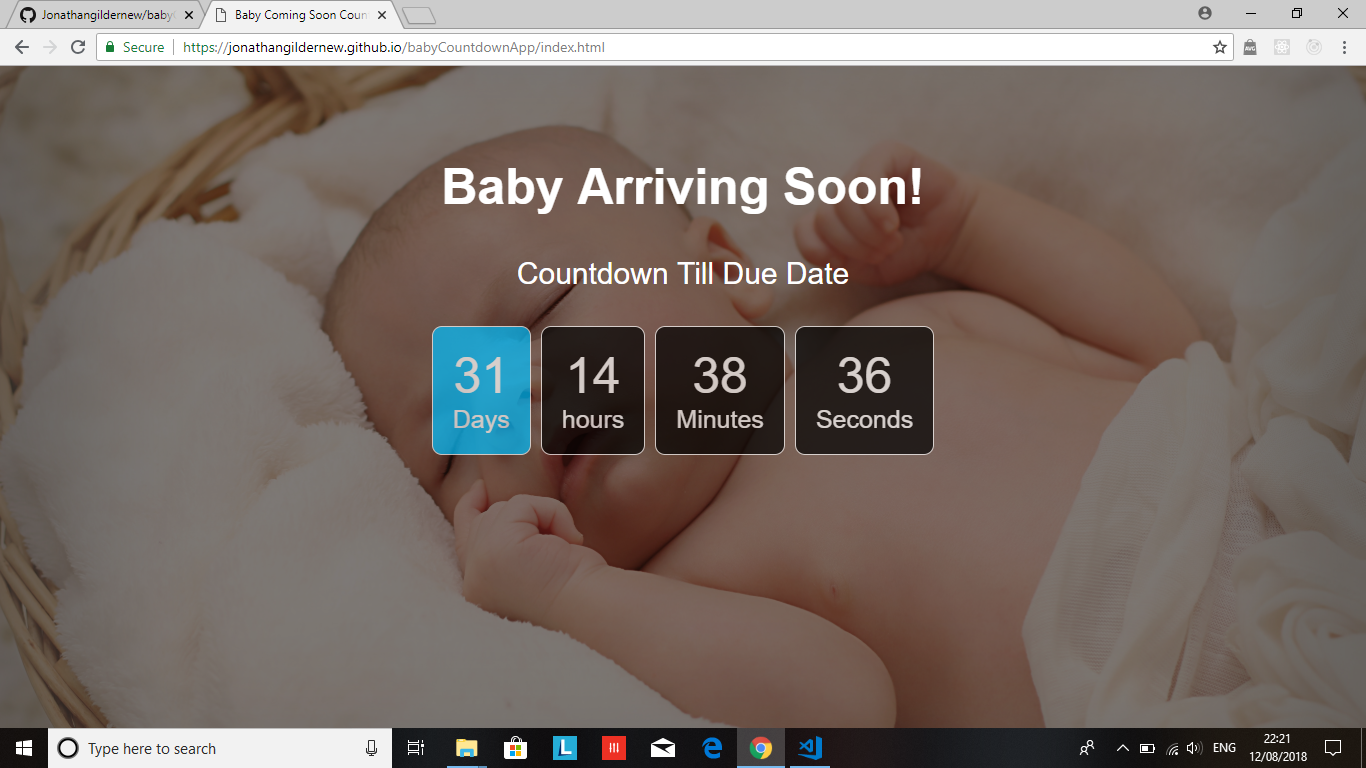 Jonathangildernew/baby
Baby Coming Soon Coun
Secure
https://jonathangildernew.github.io/babyCountdownApp/index.html
AVG
Baby Arriving Soon!
Countdown Till Due Date
31 14 38 36
Days hours Minutes Seconds
Type here to search
L
ENG
22:21
12/08/2018